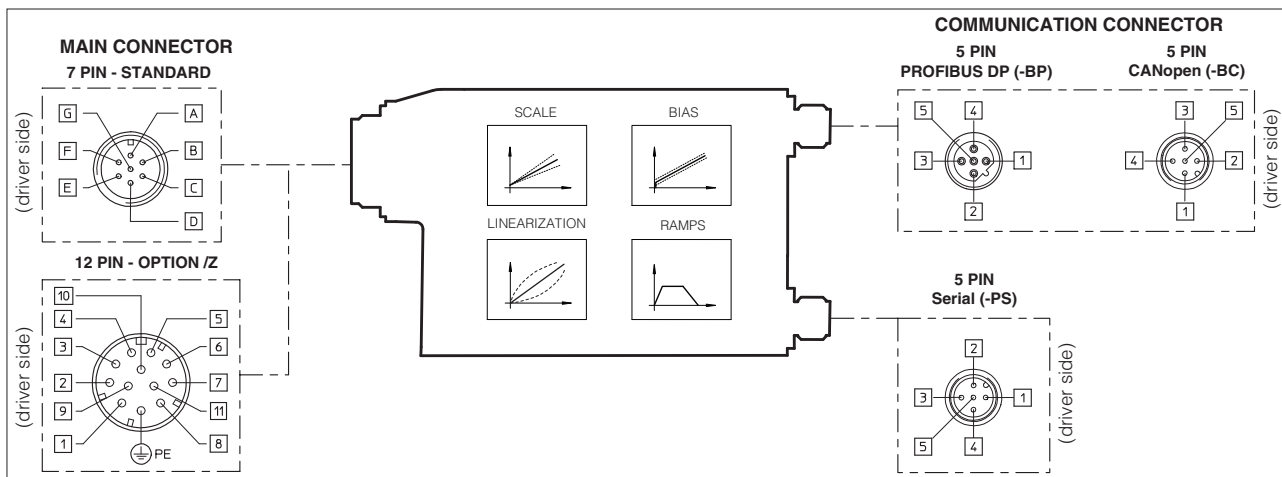 MAIN CONNECTOR
7 PIN - STANDARD
(driver side)
G
A
F
B
E
C
D
12 PIN - OPTION /Z
(driver side)
10
4
5
3
6
2
7
9
11
1
8
PE
SCALE
BIAS
LINEARIZATION
RAMPS
COMMUNICATION CONNECTOR
5 PIN
PROFIBUS DP (-BP)
5
4
3
1
2
5 PIN
CANopen (-BC)
3
5
4
2
1
(driver side)
5 PIN
Serial (-PS)
2
3
1
5
4
(driver side)